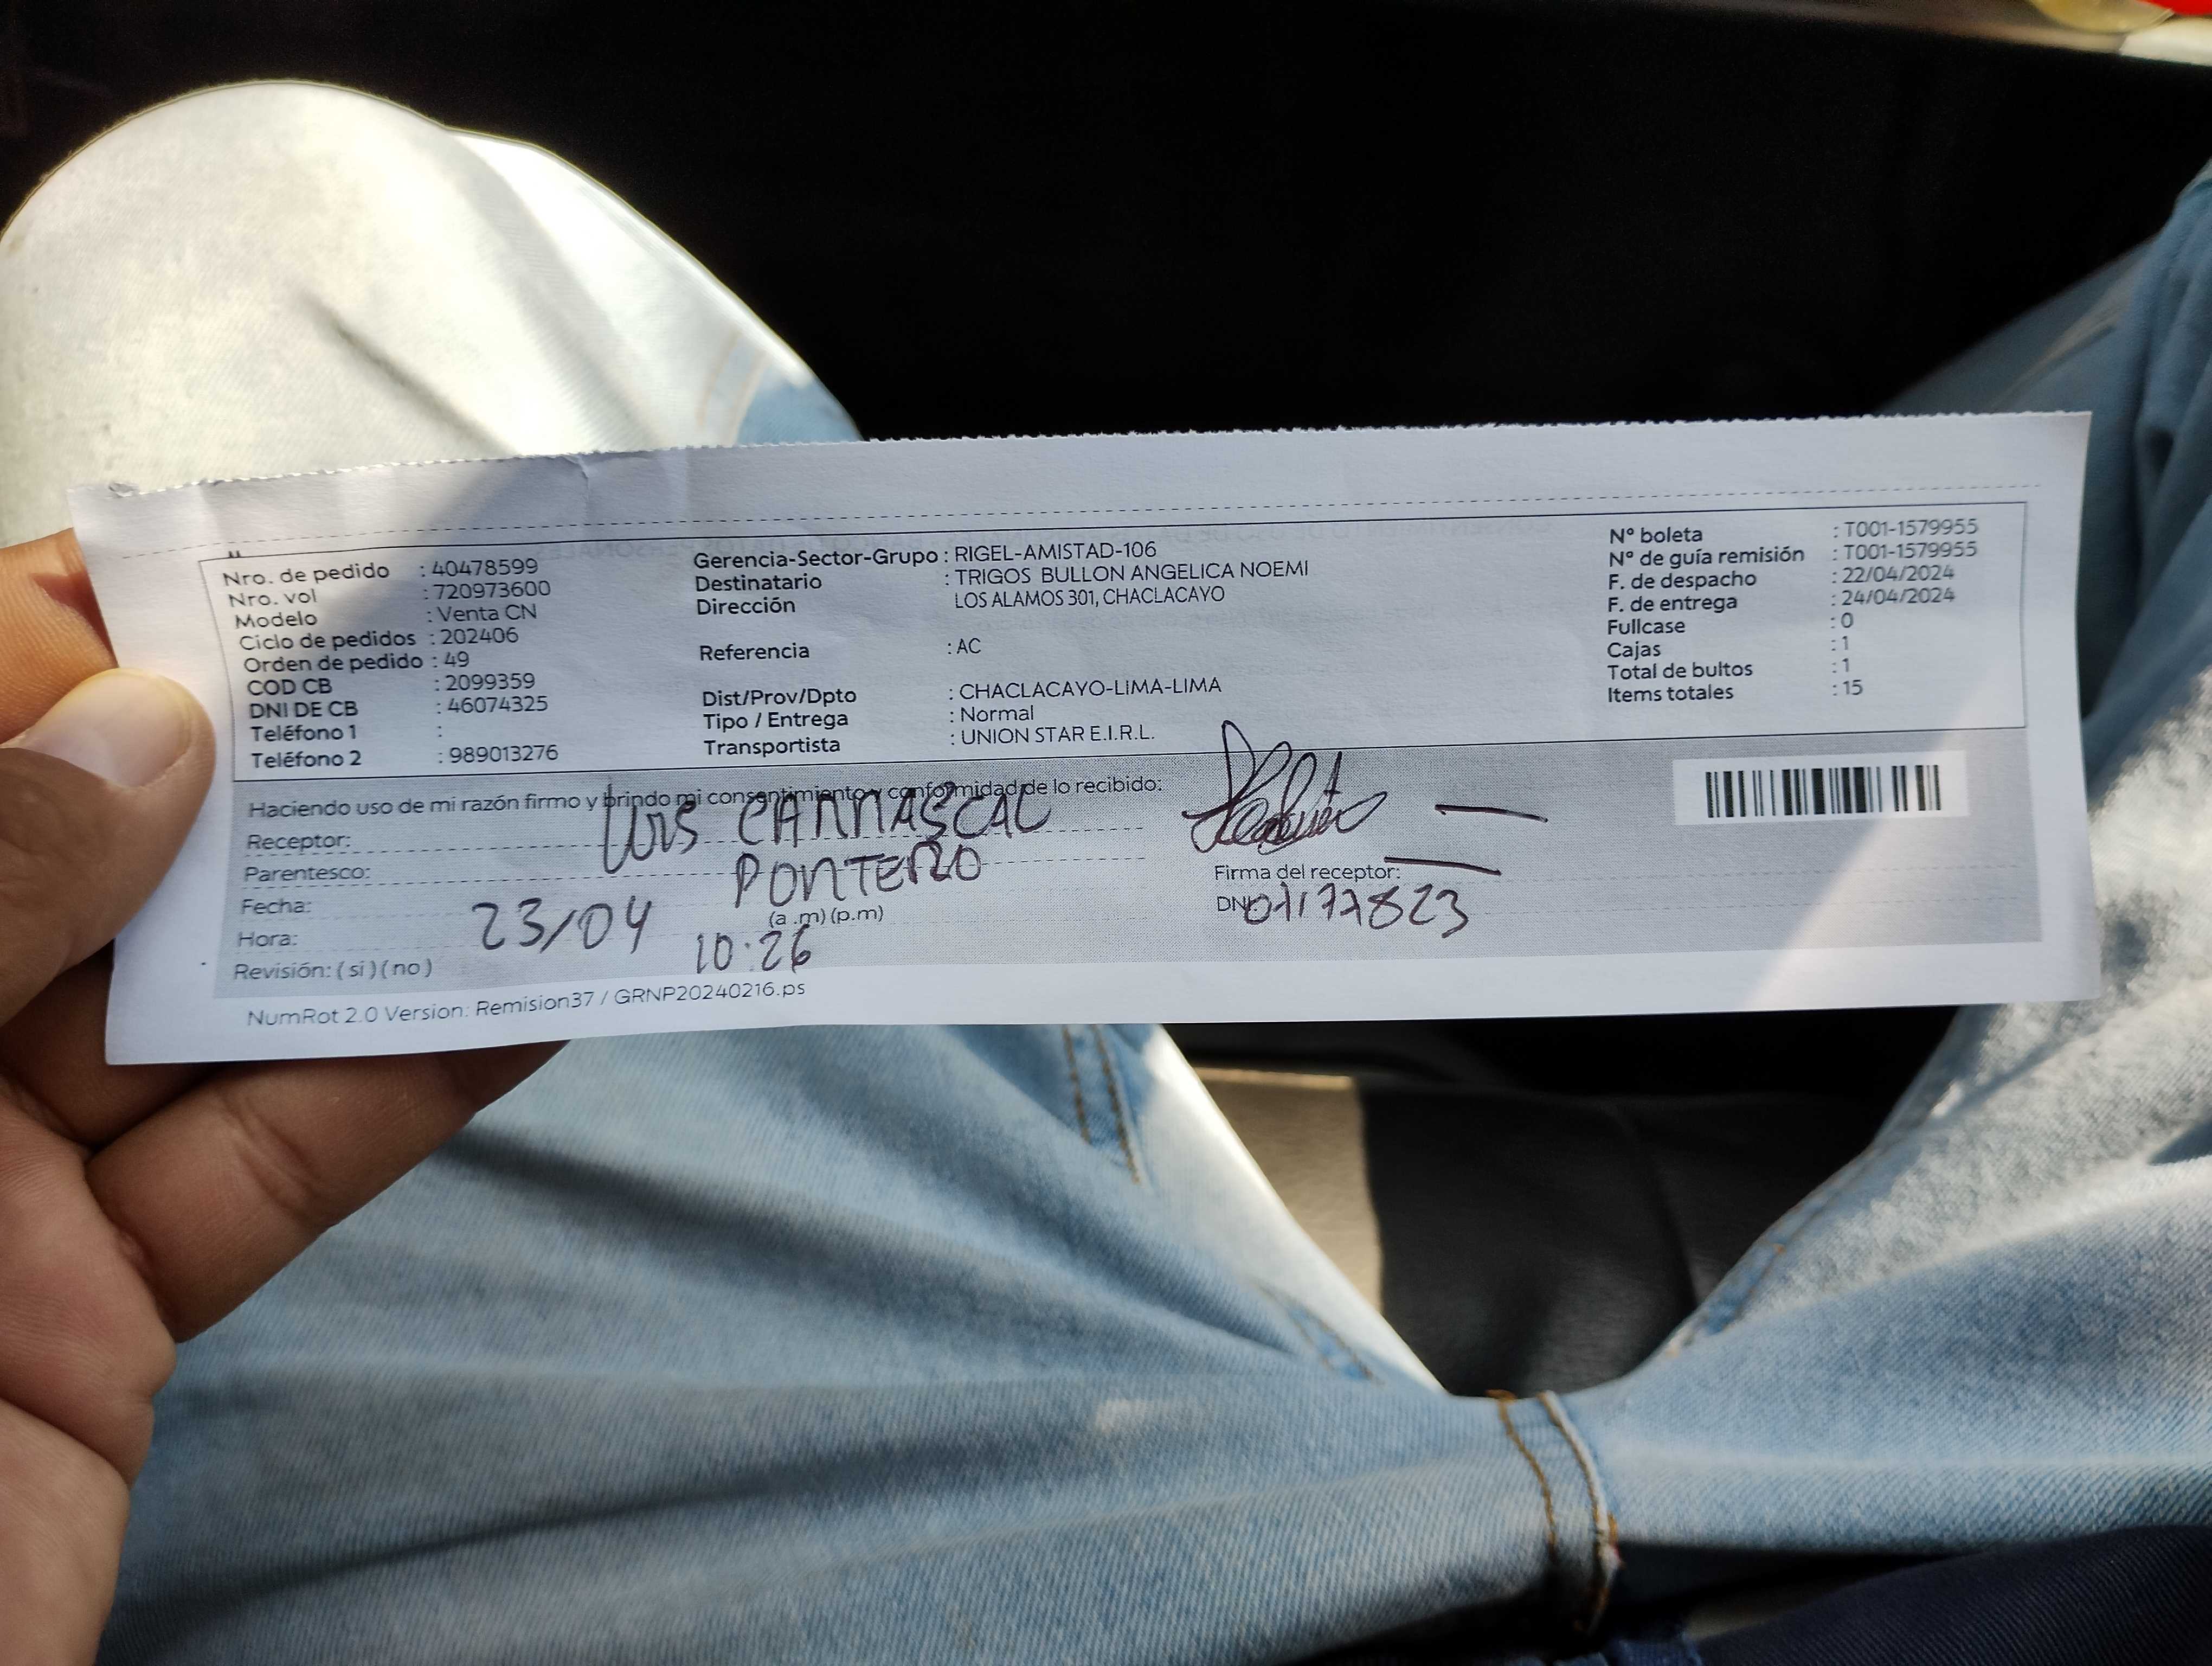 Nro. de pedido : 40478599
Nro. vol : 720973600
Modelo : Venta CN
Ciclo de pedidos : 202406
Orden de pedido : 49
COD CB : 2099359
DNI DE CB : 46074325
Teléfono 1 :
Teléfono 2 : 989013276
Gerencia-Sector-Grupo : RIGEL-AMISTAD-106
Destinatario : TRIGOS BULLON ANGELICA NOEMI
Dirección LOS ALAMOS 301, CHACLACAYO
Referencia : AC
Dist/Prov/Dpto : CHACLACAYO-LIMA-LIMA
Tipo / Entrega : Normal
Transportista : UNION STAR E.I.R.L.
Nº boleta : T001-1579955
Nº de guía remisión : T001-1579955
F. de despacho : 22/04/2024
F. de entrega : 24/04/2024
Fullcase : 0
Cajas : 1
Total de bultos : 1
Items totales : 15
Haciendo uso de mi razón firmo y brindo mi consentimiento y conformidad de lo recibido:
Receptor: LUIS CARRASCAL
Parentesco: PORTERO
Fecha: 23/04
(a .m) (p.m)
Hora: 10:26
Revisión: ( si ) ( no )
Firma del receptor:
DNI:
NumRot 2.0 Version: Remision37 / GRNP20240216.ps